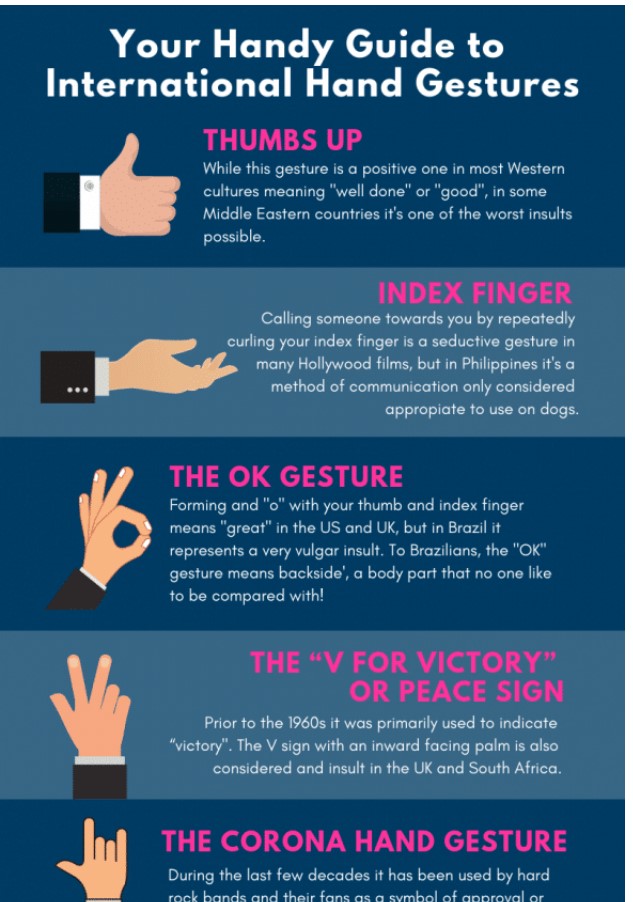 Your Handy Guide to
International Hand Gestures
THUMBS UP
While this gesture is a positive one in most Western
cultures meaning "well done" or "good", in some
Middle Eastern countries it's one of the worst insults
possible.
INDEX FINGER
Calling someone towards you by repeatedly
curling your index finger is a seductive gesture in
many Hollywood films, but in Philippines it's a
method of communication only considered
appropiate to use on dogs.
THE OK GESTURE
Forming and "o" with your thumb and index finger
means "great" in the US and UK, but in Brazil it
represents a very vulgar insult. To Brazilians, the "OK"
gesture means backside', a body part that no one like
to be compared with!
THE “V FOR VICTORY”
OR PEACE SIGN
Prior to the 1960s it was primarily used to indicate
“victory". The V sign with an inward facing palm is also
considered and insult in the UK and South Africa.
THE CORONA HAND GESTURE
During the last few decades it has been used by hard
rock bands and their fans as a symbol of approval or